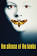 the silence of the lambs